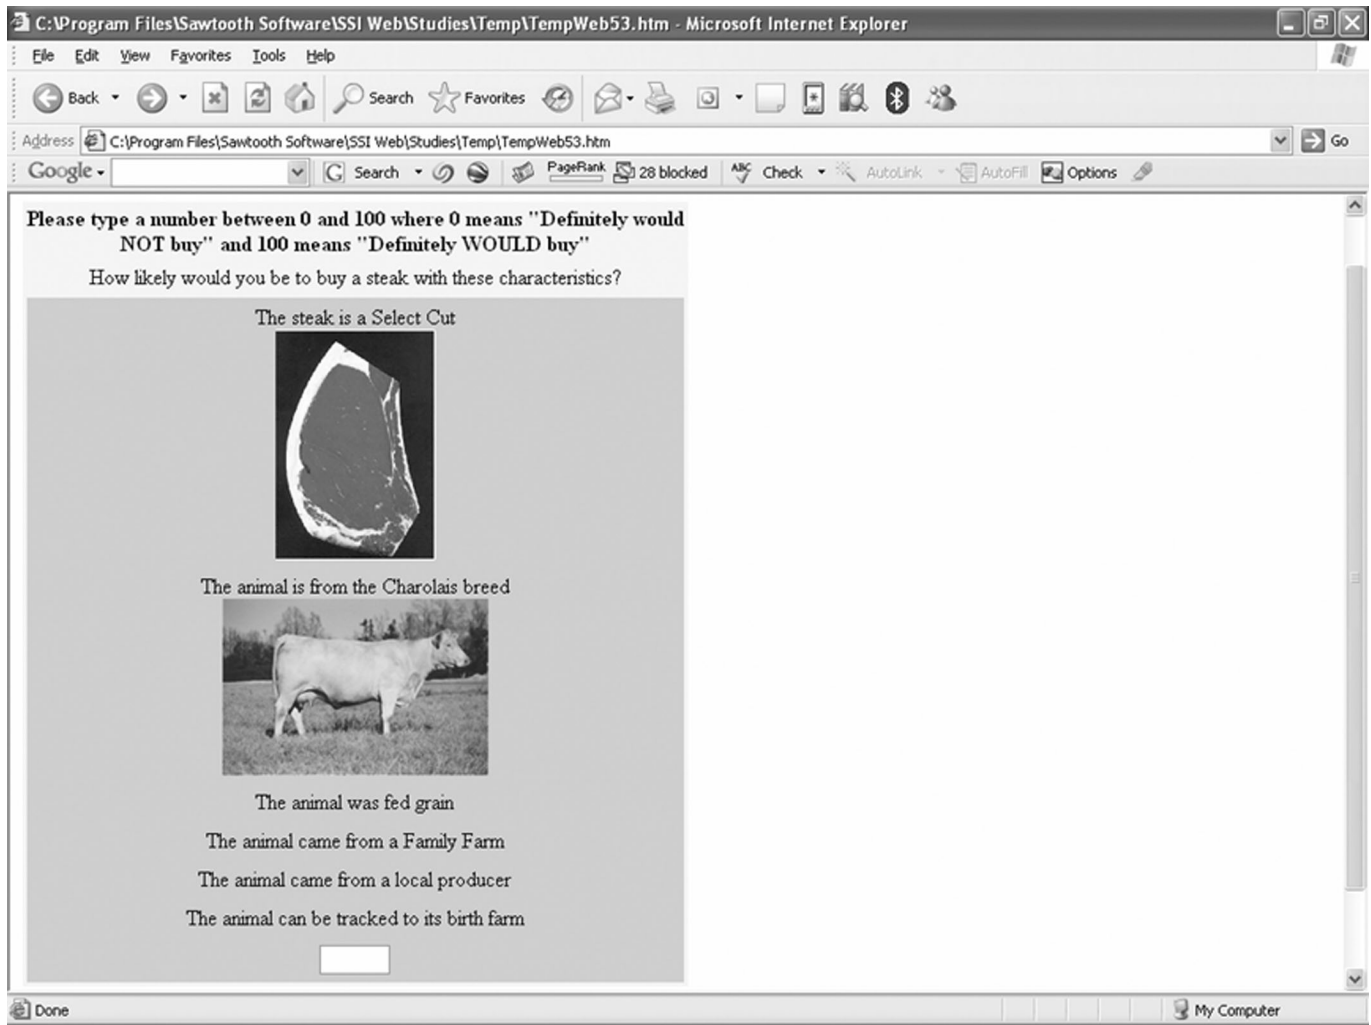 C:\Program Files\Sawtooth Software\SSI Web\Studies\Temp\TempWeb53.htm - Microsoft Internet Explorer
File Edit View Favorites Tools Help
Back Search Favorites
Address C:\Program Files\Sawtooth Software\SSI Web\Studies\Temp\TempWeb53.htm Go
Google Search PageRank 28 blocked ABC Check AutoLink AutoFill Options
Please type a number between 0 and 100 where 0 means "Definitely would
NOT buy" and 100 means "Definitely WOULD buy"
How likely would you be to buy a steak with these characteristics?
The steak is a Select Cut
The animal is from the Charolais breed
The animal was fed grain
The animal came from a Family Farm
The animal came from a local producer
The animal can be tracked to its birth farm
Done My Computer